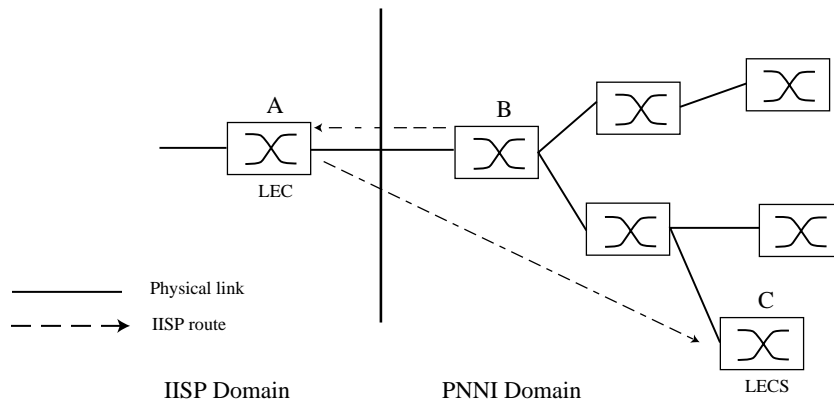 A
B
LEC
Physical link
IISP route
C
LECS
IISP Domain
PNNI Domain